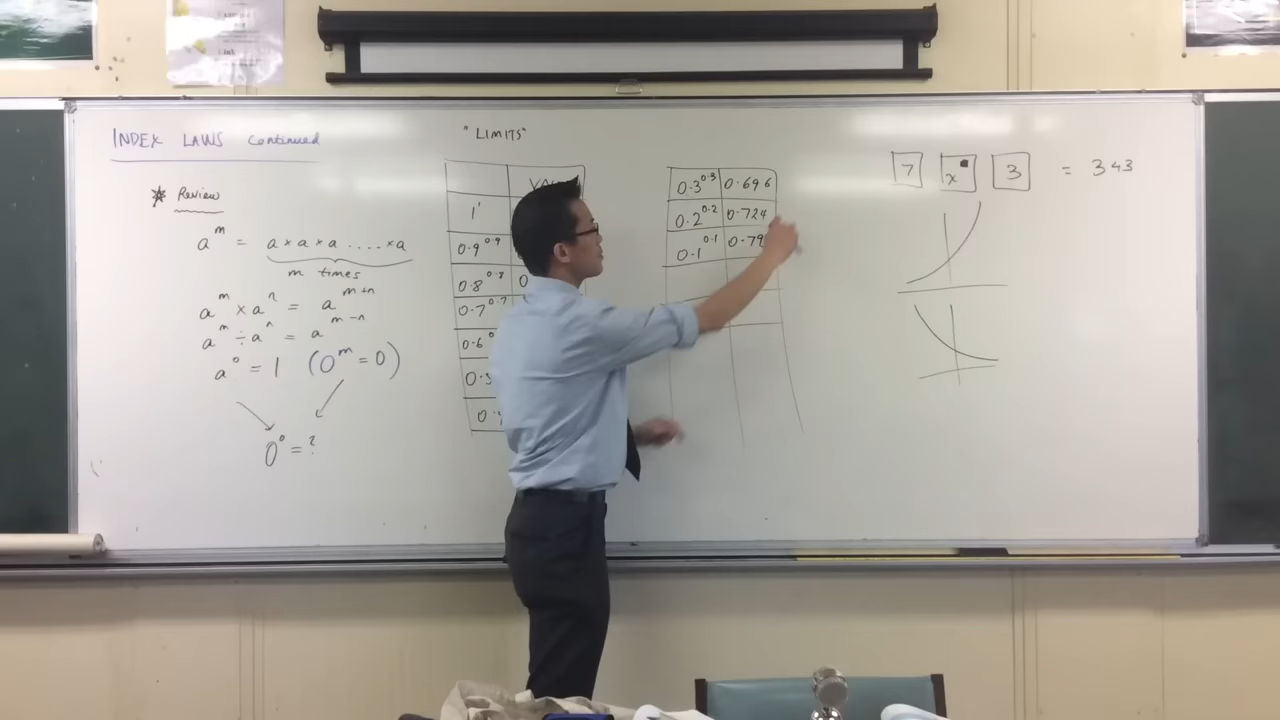 INDEX LAWS continued
* Review
a^m = a × a × a ..... × a
m times
a^m × a^n = a^(m+n)
a^m ÷ a^n = a^(m-n)
a^0 = 1 (0^m = 0)
0^0 = ?
"LIMITS"
1^1
0.9^0.9
0.8^0.8
0.7^0.7
0.3^0.3 0.696
0.2^0.2 0.724
0.1^0.1 0.79
7 x^■ 3 = 343